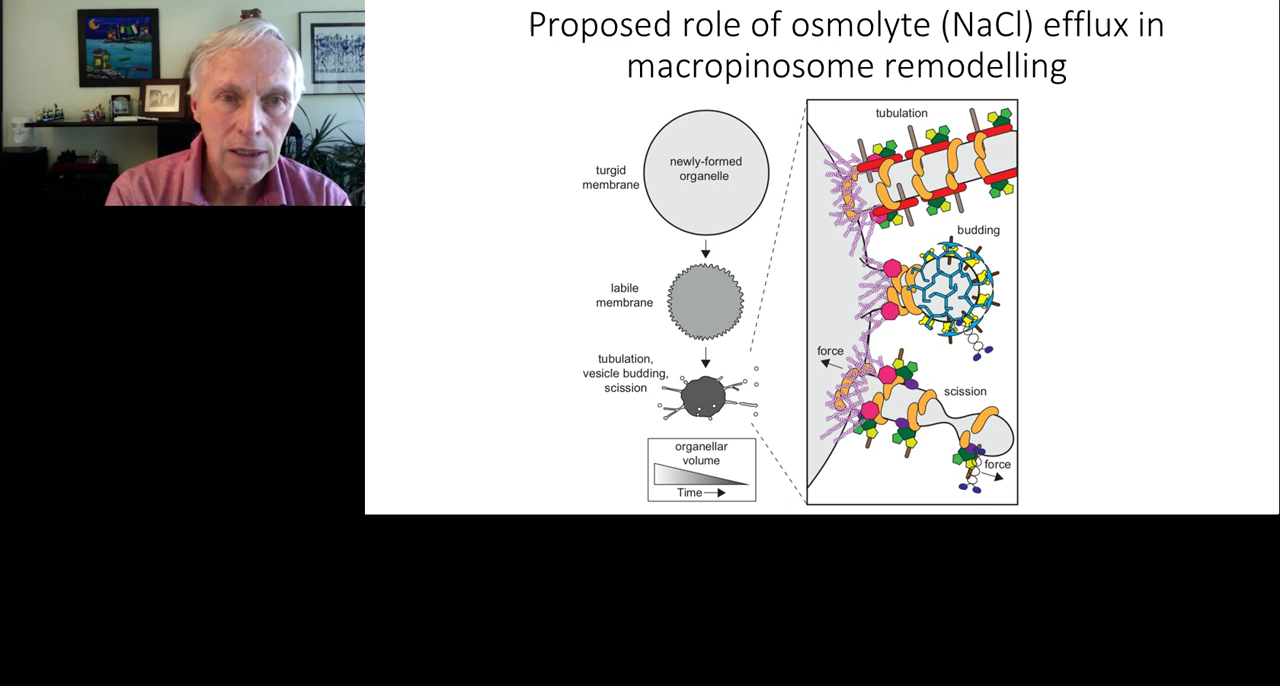 Proposed role of osmolyte (NaCl) efflux in
macropinosome remodelling
turgid
membrane
newly-formed
organelle
labile
membrane
tubulation,
vesicle budding,
scission
organellar
volume
Time
tubulation
budding
force
scission
force